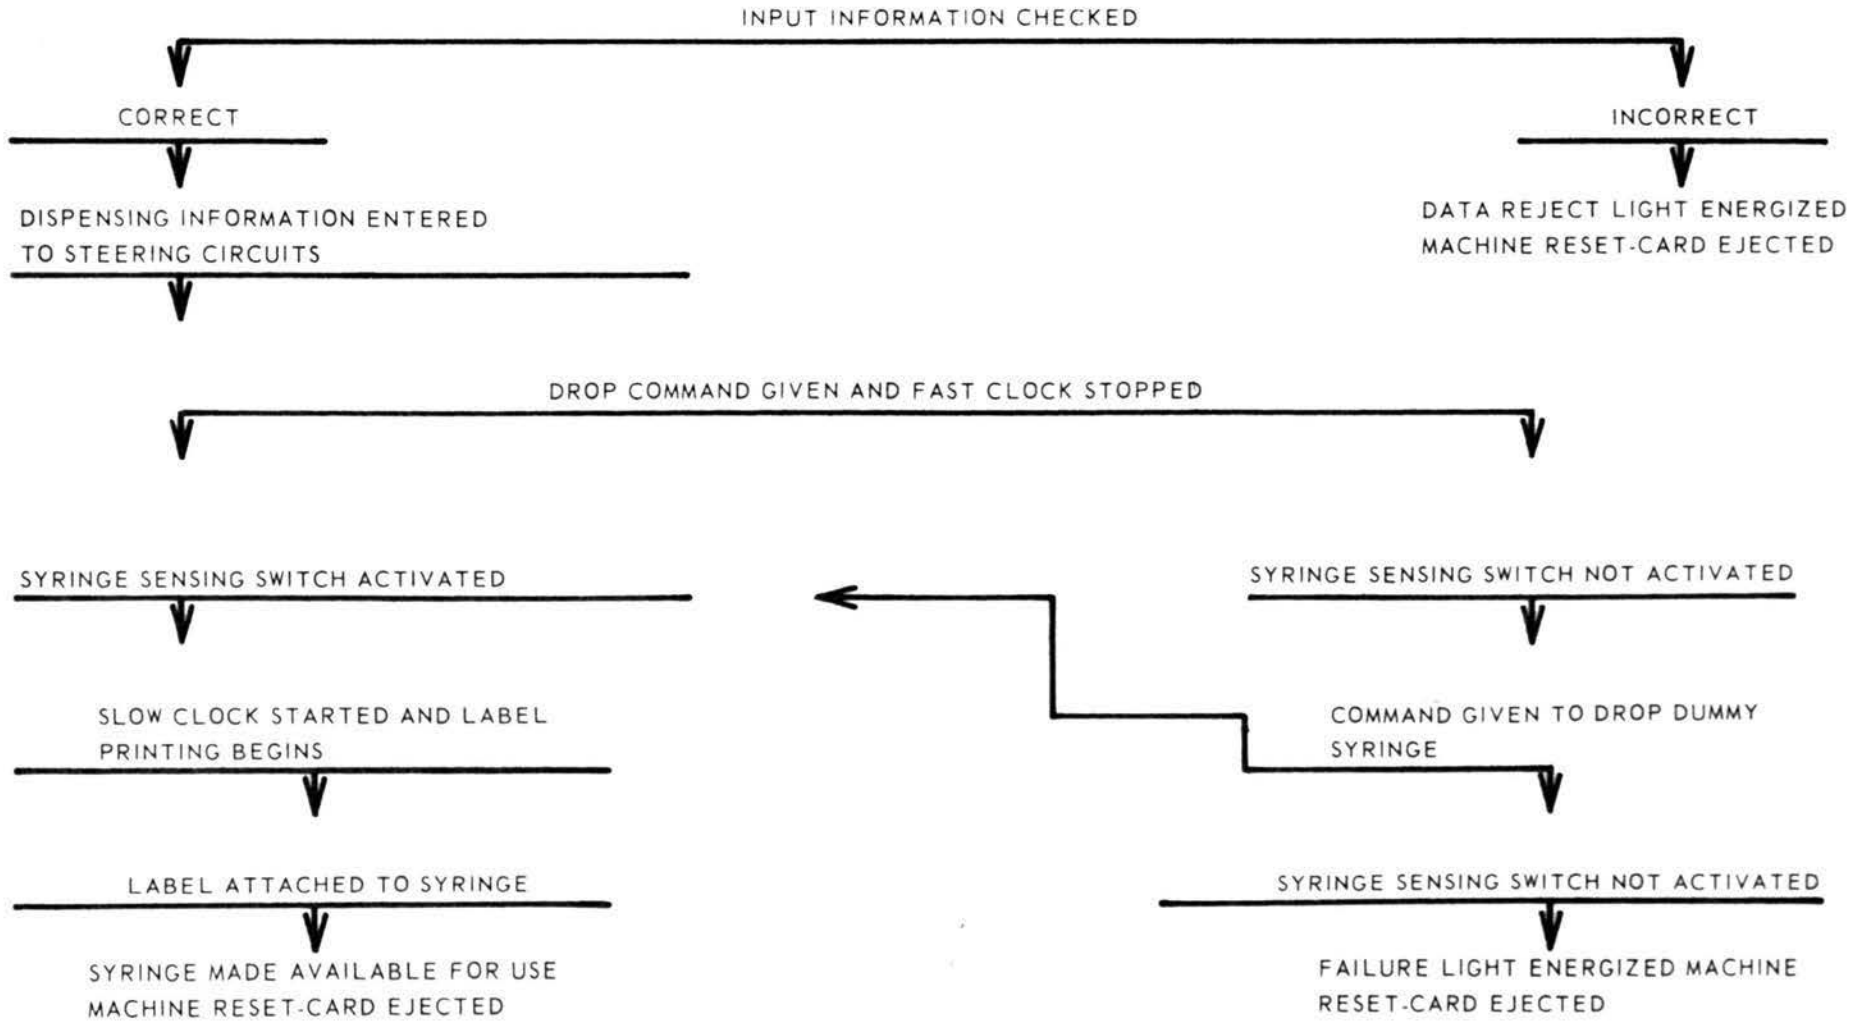 INPUT INFORMATION CHECKED
CORRECT
INCORRECT
DISPENSING INFORMATION ENTERED
TO STEERING CIRCUITS
DATA REJECT LIGHT ENERGIZED
MACHINE RESET-CARD EJECTED
DROP COMMAND GIVEN AND FAST CLOCK STOPPED
SYRINGE SENSING SWITCH ACTIVATED
SYRINGE SENSING SWITCH NOT ACTIVATED
SLOW CLOCK STARTED AND LABEL
PRINTING BEGINS
COMMAND GIVEN TO DROP DUMMY
SYRINGE
LABEL ATTACHED TO SYRINGE
SYRINGE SENSING SWITCH NOT ACTIVATED
SYRINGE MADE AVAILABLE FOR USE
MACHINE RESET-CARD EJECTED
FAILURE LIGHT ENERGIZED MACHINE
RESET-CARD EJECTED